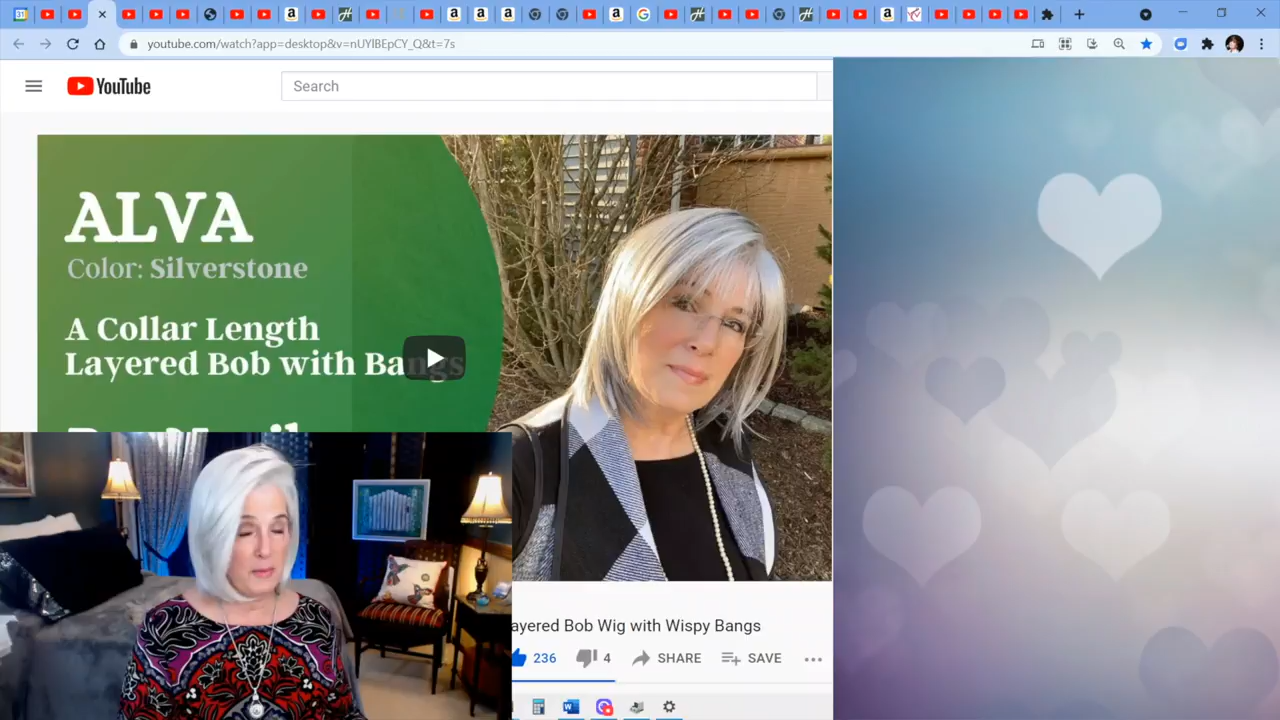 youtube.com/watch?app=desktop&v=nUYlBEpCY_Q&t=7s
YouTube
Search
ALVA
Color: Silverstone
A Collar Length
Layered Bob with Bangs
ayered Bob Wig with Wispy Bangs
236
4
SHARE
SAVE